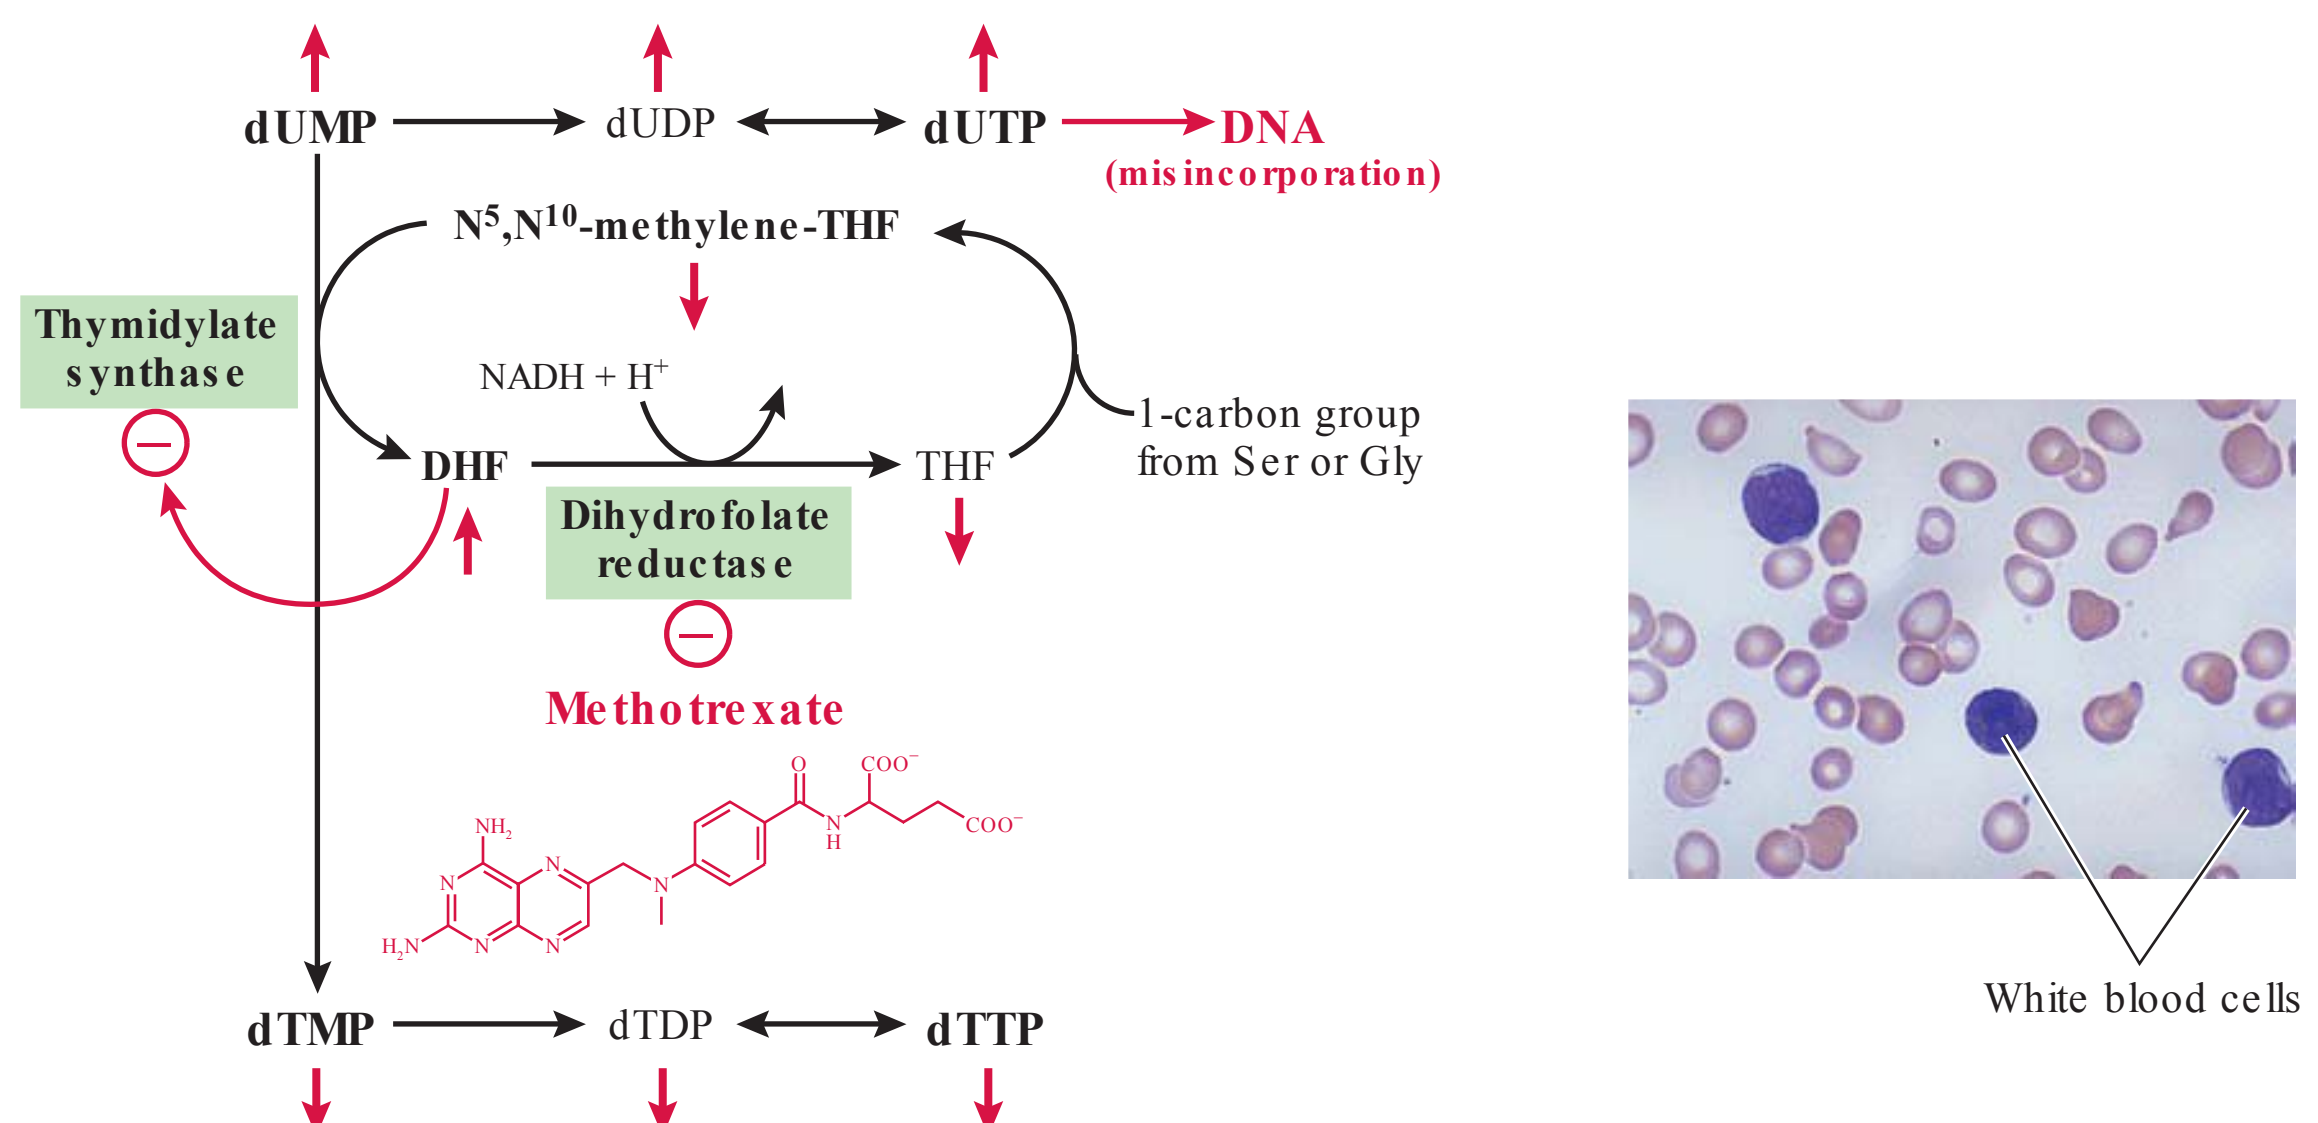 dUMP dUDP dUTP DNA
(misincorporation)
N⁵,N¹⁰-methylene-THF
Thymidylate
synthase
NADH + H⁺
1-carbon group
from Ser or Gly
DHF THF
Dihydrofolate
reductase
Methotrexate
O COO⁻
N
H
COO⁻
NH₂
N N
N
H₂N N N
dTMP dTDP dTTP
White blood cells